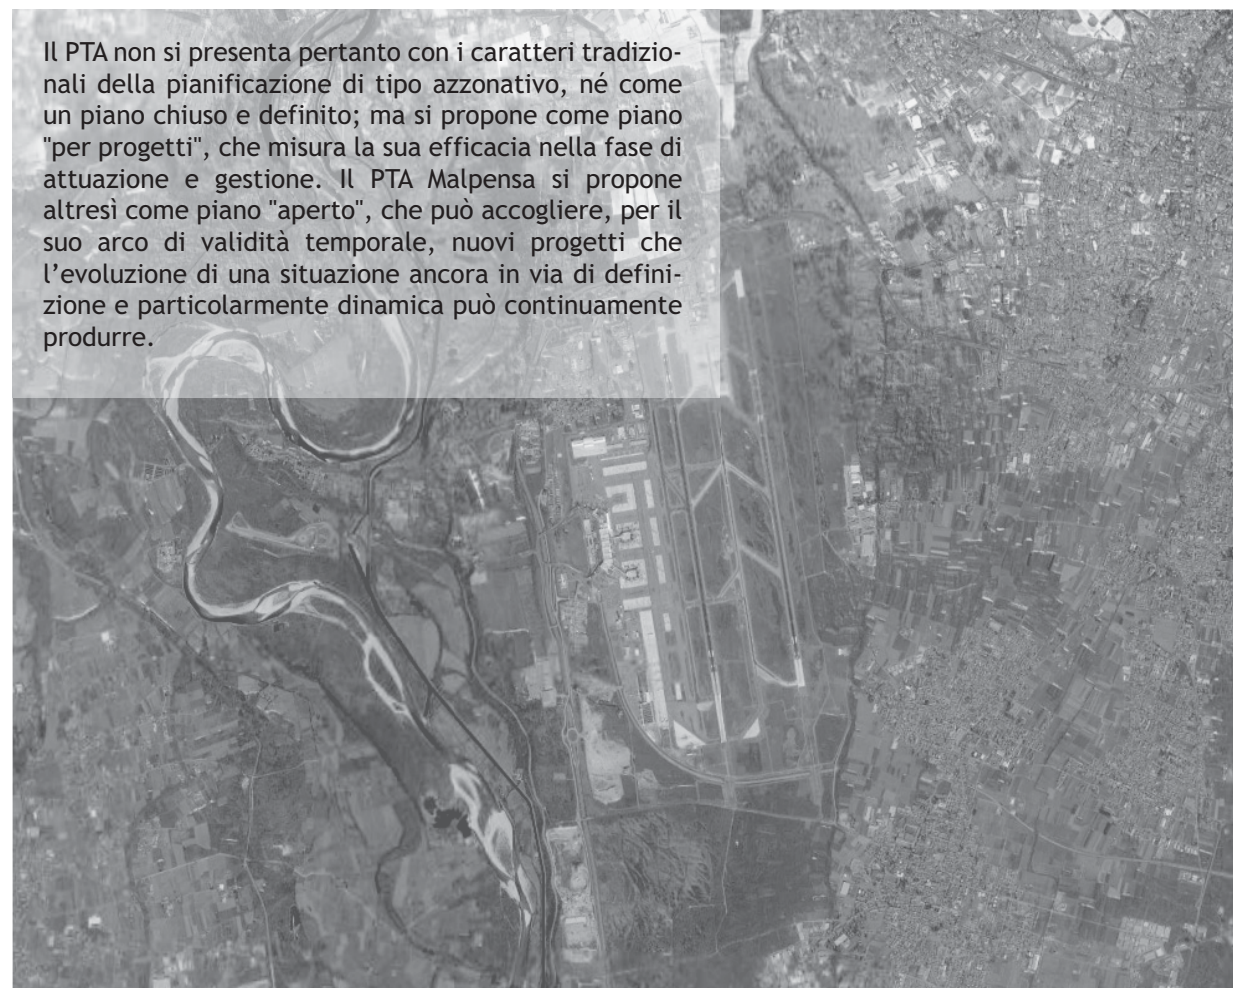 Il PTA non si presenta pertanto con i caratteri tradizio-
nali della pianificazione di tipo azzonativo, né come
un piano chiuso e definito; ma si propone come piano
"per progetti", che misura la sua efficacia nella fase di
attuazione e gestione. Il PTA Malpensa si propone
altresì come piano "aperto", che può accogliere, per il
suo arco di validità temporale, nuovi progetti che
l’evoluzione di una situazione ancora in via di defini-
zione e particolarmente dinamica può continuamente
produrre.